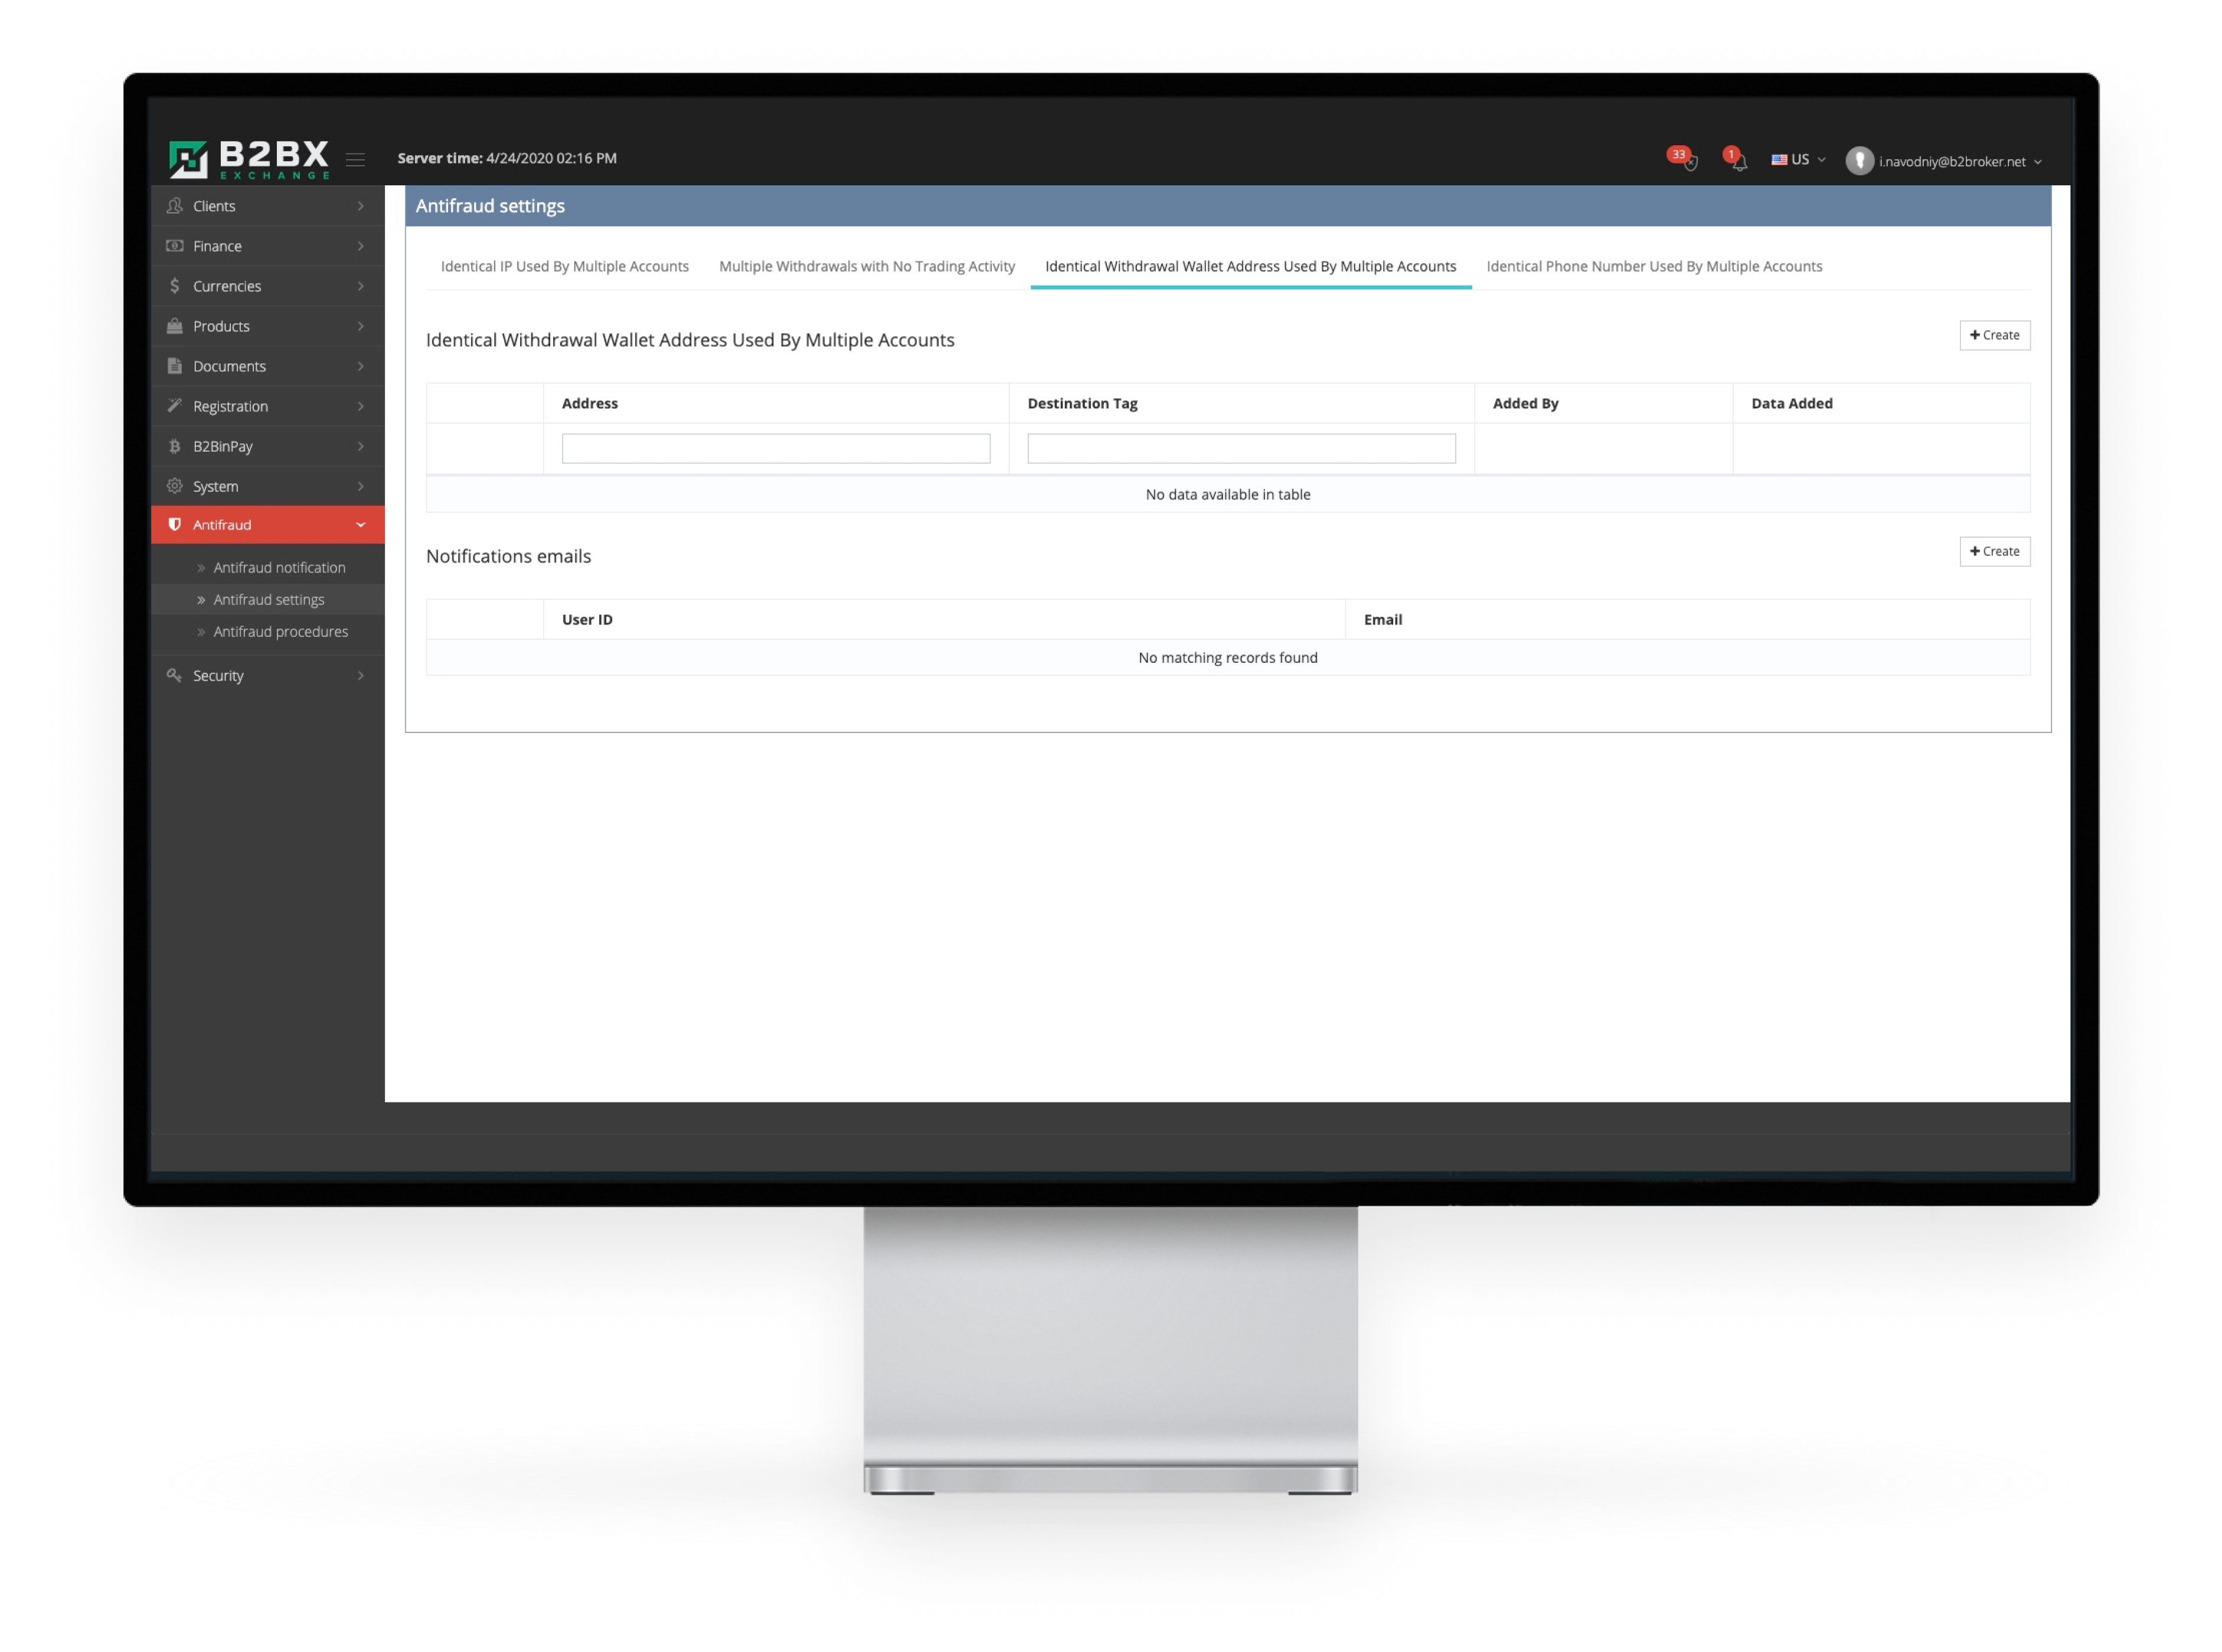 B2BX
EXCHANGE
Server time: 4/24/2020 02:16 PM
33
1
US
i.navodniy@b2broker.net
Clients
Finance
Currencies
Products
Documents
Registration
B2BinPay
System
Antifraud
Antifraud notification
Antifraud settings
Antifraud procedures
Security
Antifraud settings
Identical IP Used By Multiple Accounts
Multiple Withdrawals with No Trading Activity
Identical Withdrawal Wallet Address Used By Multiple Accounts
Identical Phone Number Used By Multiple Accounts
Identical Withdrawal Wallet Address Used By Multiple Accounts
+ Create
Address
Destination Tag
Added By
Data Added
No data available in table
Notifications emails
+ Create
User ID
Email
No matching records found